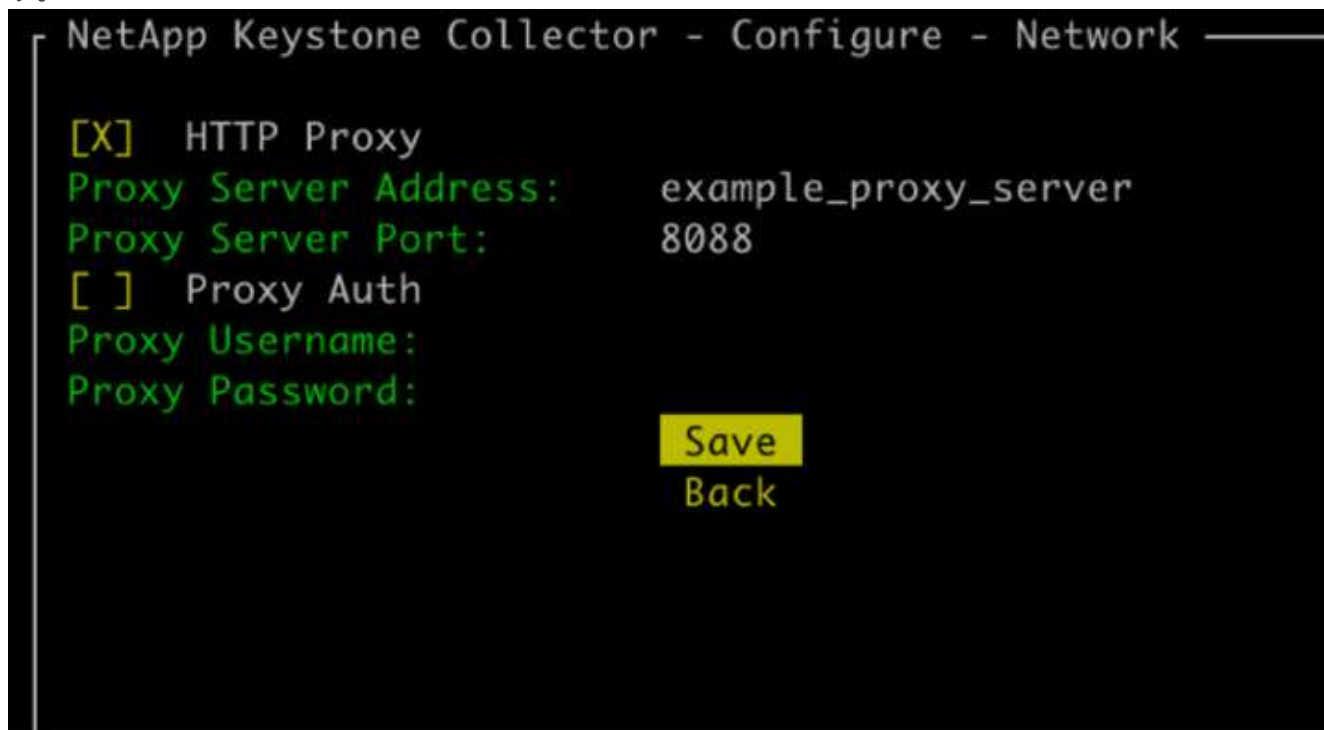 NetApp Keystone Collector - Configure - Network
[X] HTTP Proxy
Proxy Server Address: example_proxy_server
Proxy Server Port: 8088
[ ] Proxy Auth
Proxy Username:
Proxy Password:
Save
Back